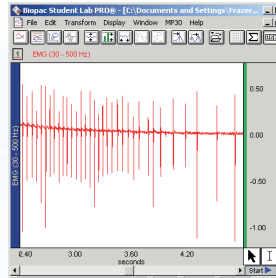 Biopac Student Lab PRO® - [C:\Documents and Settings\Frazer...
File Edit Transform Display Window MP30 Help
1 EMG (30 - 500 Hz)
EMG (30 - 500 Hz)
0.50
0.00
-0.50
-1.00
2.40 3.00 3.60 4.20
seconds
Start